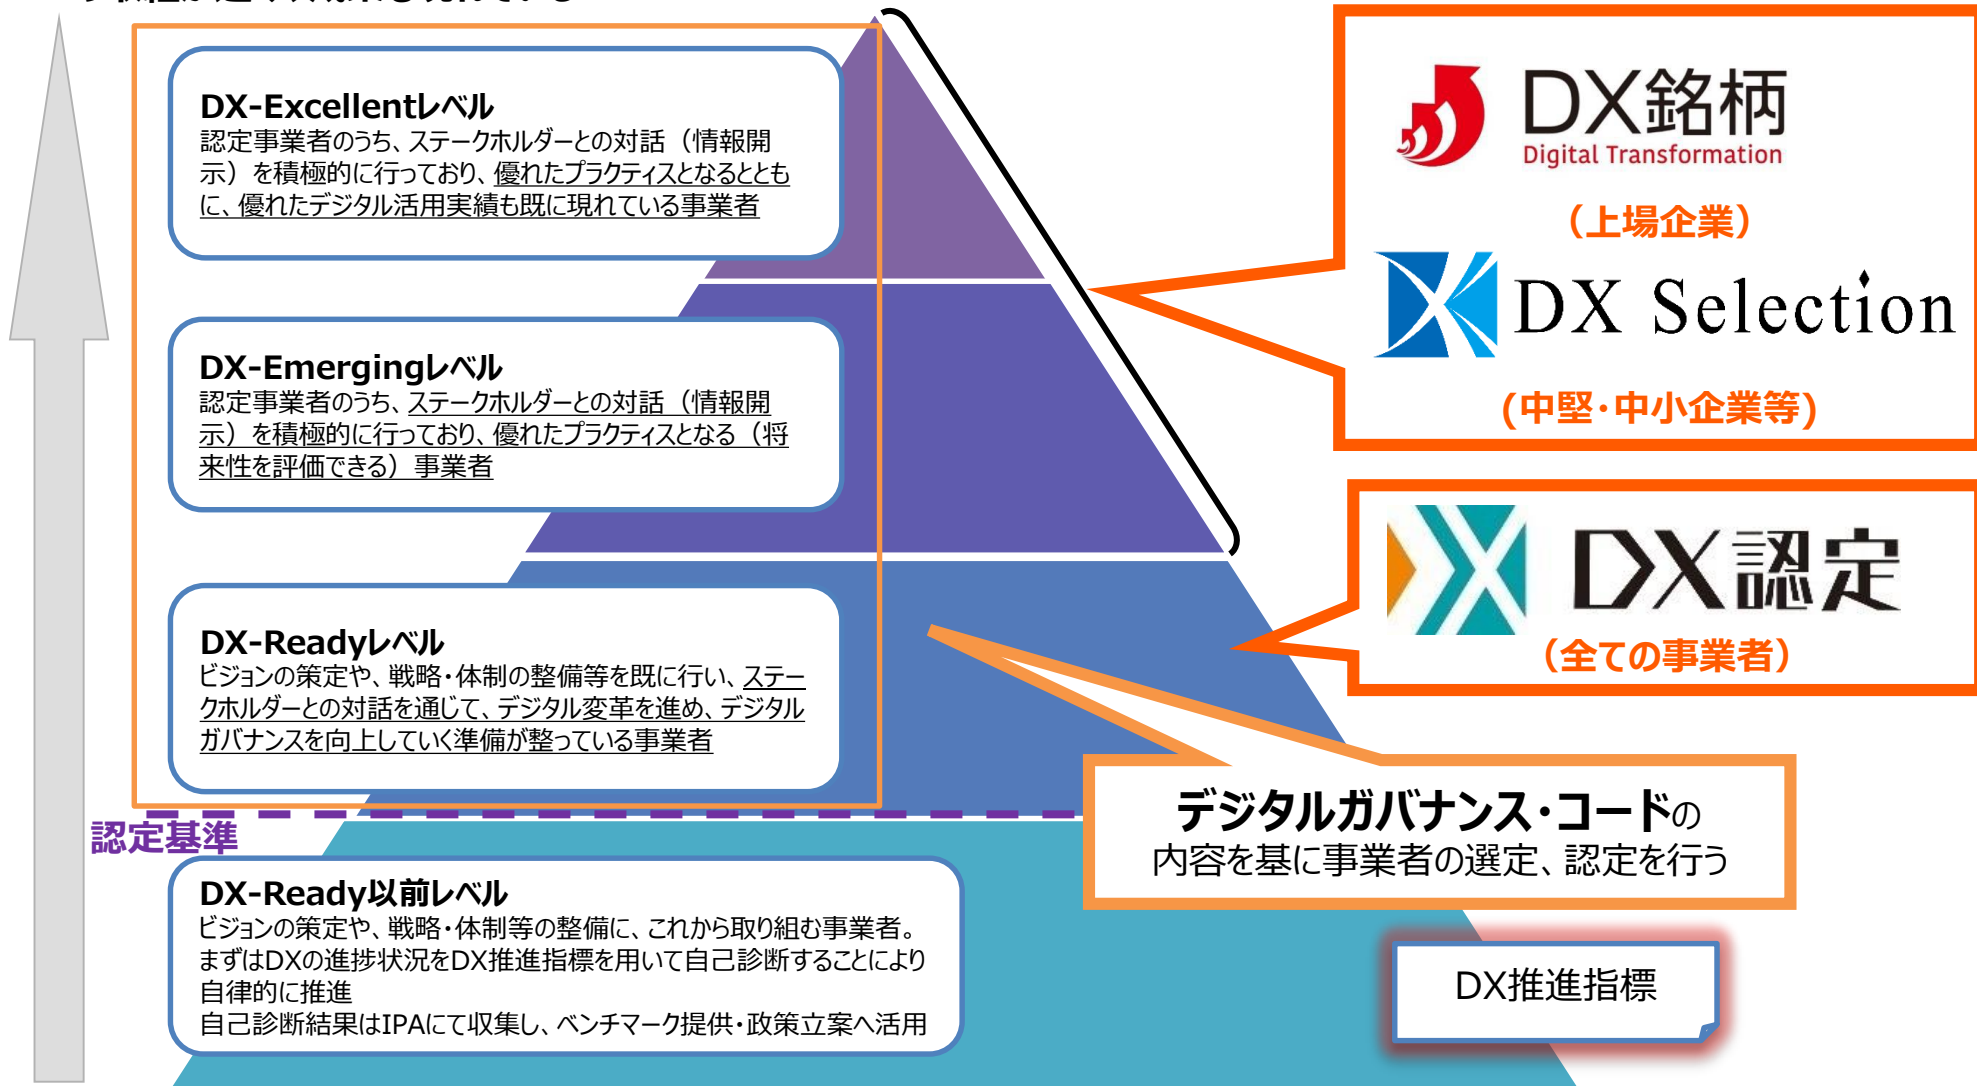 DX-Excellentレベル
認定事業者のうち、ステークホルダーとの対話（情報開
示）を積極的に行っており、優れたプラクティスとなるととも
に、優れたデジタル活用実績も既に現れている事業者
DX-Emergingレベル
認定事業者のうち、ステークホルダーとの対話（情報開
示）を積極的に行っており、優れたプラクティスとなる（将
来性を評価できる）事業者
DX-Readyレベル
ビジョンの策定や、戦略・体制の整備等を既に行い、ステー
クホルダーとの対話を通じて、デジタル変革を進め、デジタル
ガバナンスを向上していく準備が整っている事業者
認定基準
DX-Ready以前レベル
ビジョンの策定や、戦略・体制等の整備に、これから取り組む事業者。
まずはDXの進捗状況をDX推進指標を用いて自己診断することにより
自律的に推進
自己診断結果はIPAにて収集し、ベンチマーク提供・政策立案へ活用
DX銘柄
Digital Transformation
（上場企業）
DX Selection
(中堅・中小企業等)
DX認定
（全ての事業者）
デジタルガバナンス・コードの
内容を基に事業者の選定、認定を行う
DX推進指標